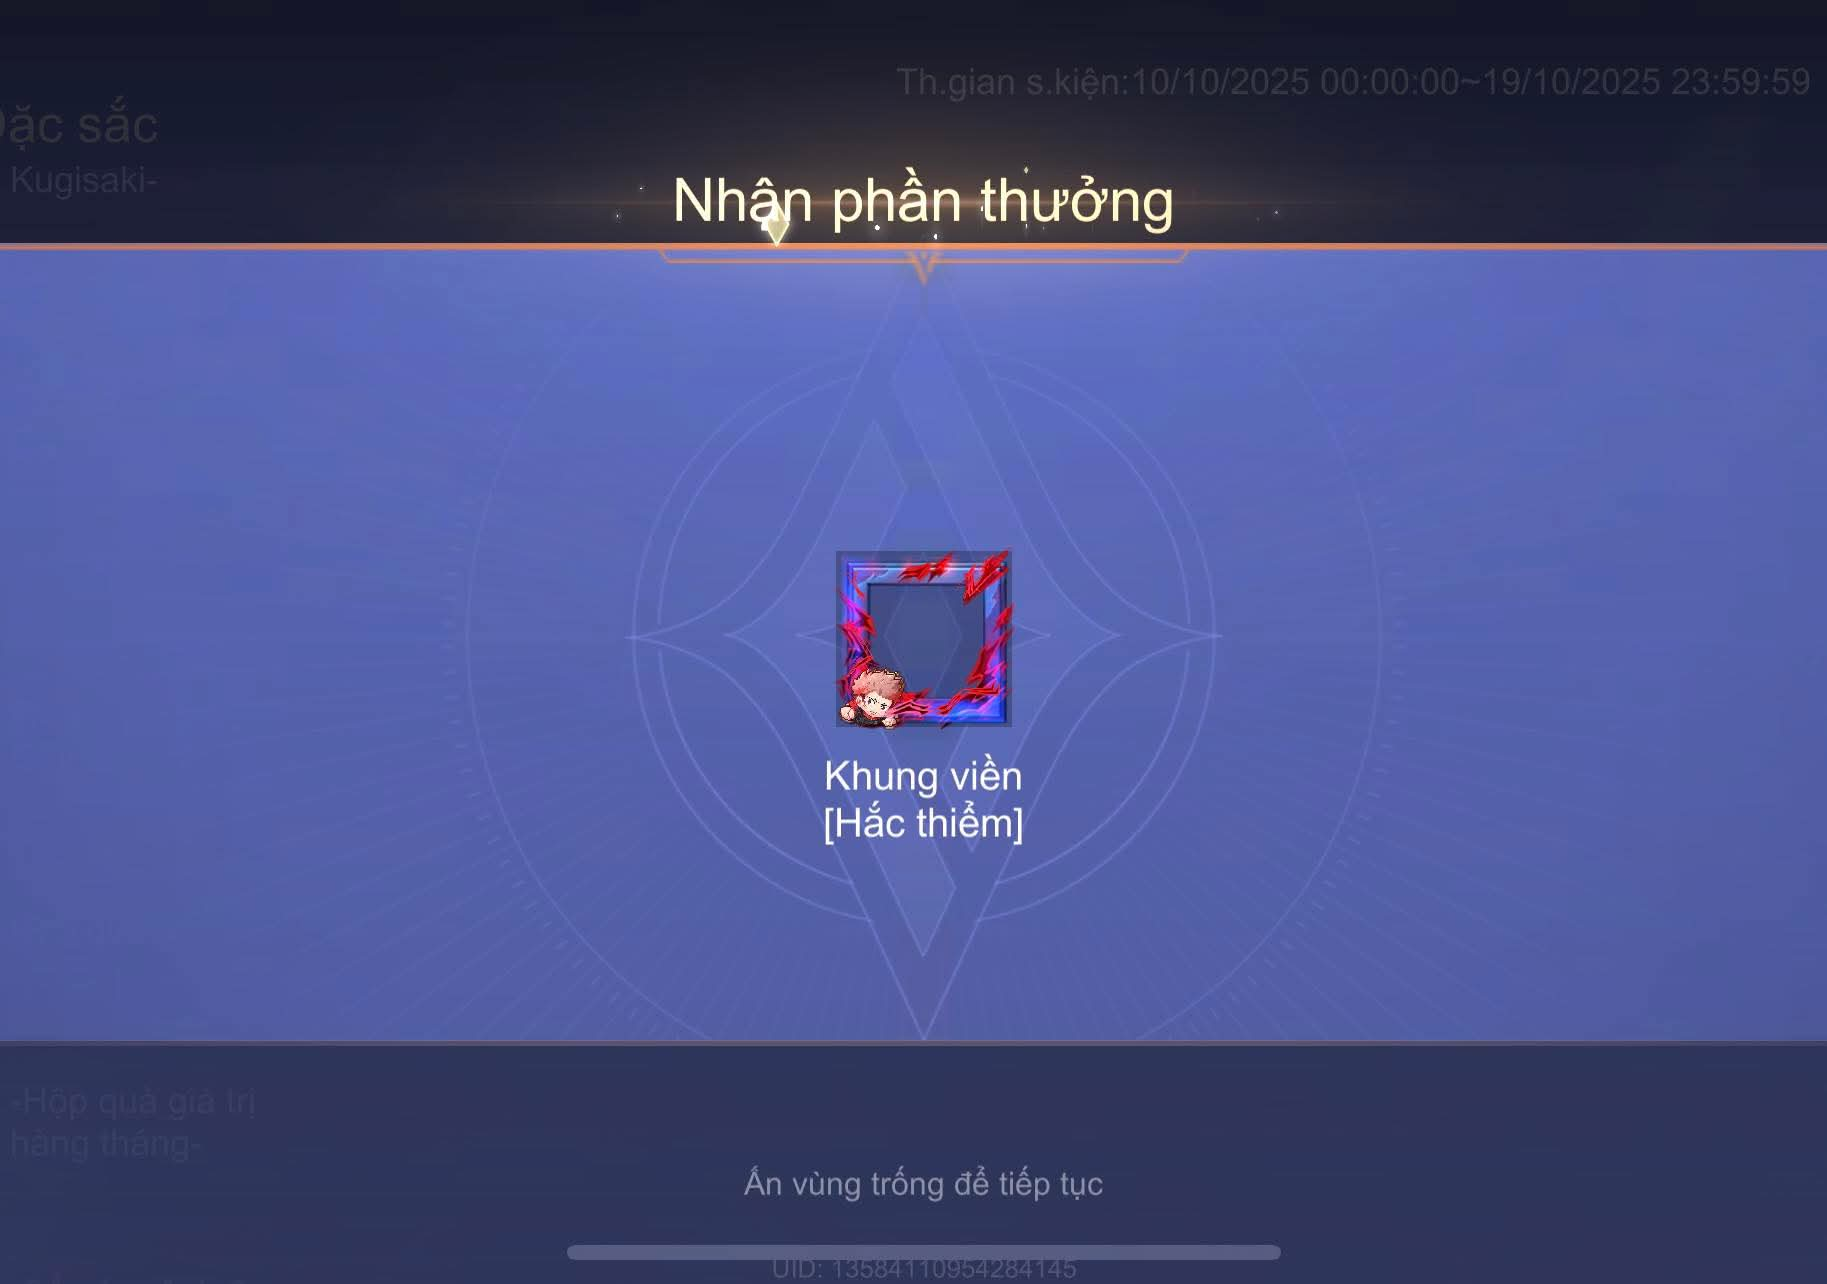 Th.gian s.kiện:10/10/2025 00:00:00~19/10/2025 23:59:59
Đặc sắc
Kugisaki-
Nhận phần thưởng
Khung viền
[Hắc thiểm]
-Hộp quà giá trị
hàng tháng-
Ấn vùng trống để tiếp tục
UID: 13584110954284145